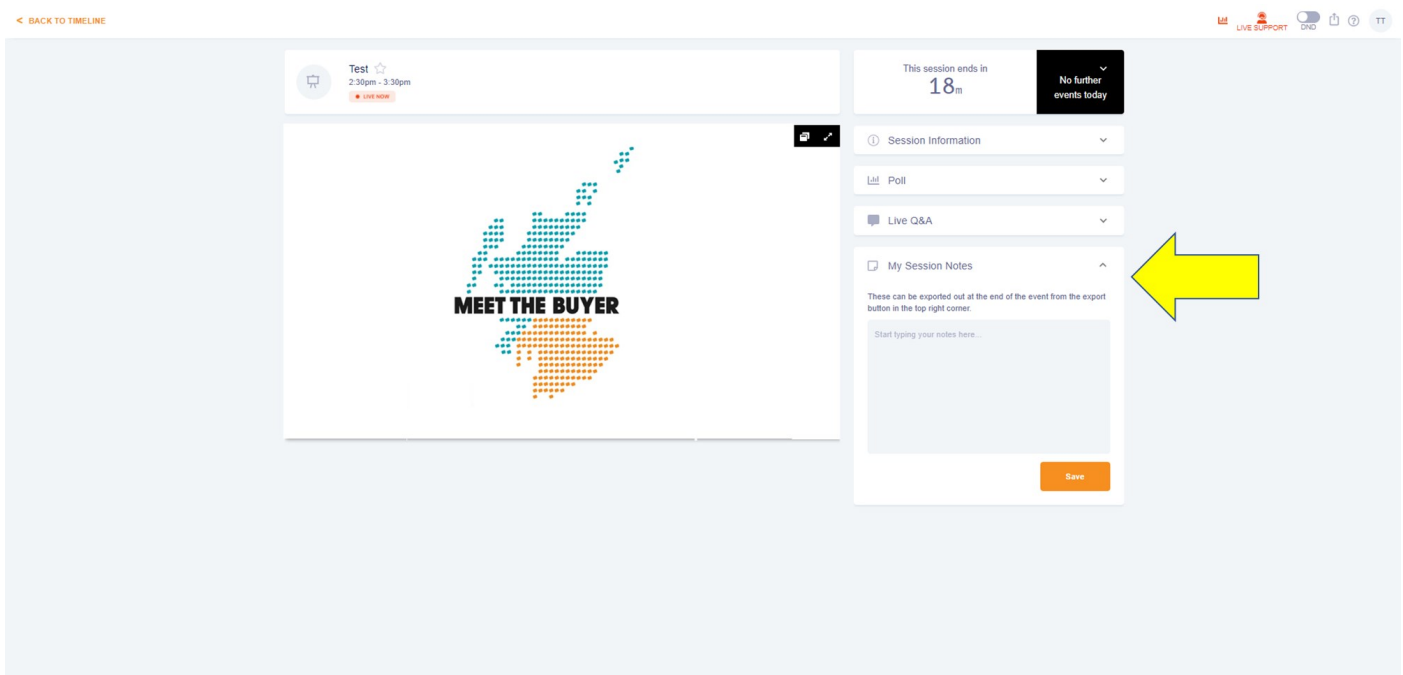 < BACK TO TIMELINE
LIVE SUPPORT
DND
TT
Test
2:30pm - 3:30pm
LIVE NOW
This session ends in
18m
No further
events today
MEET THE BUYER
Session Information
Poll
Live Q&A
My Session Notes
These can be exported out at the end of the event from the export
button in the top right corner.
Start typing your notes here...
Save